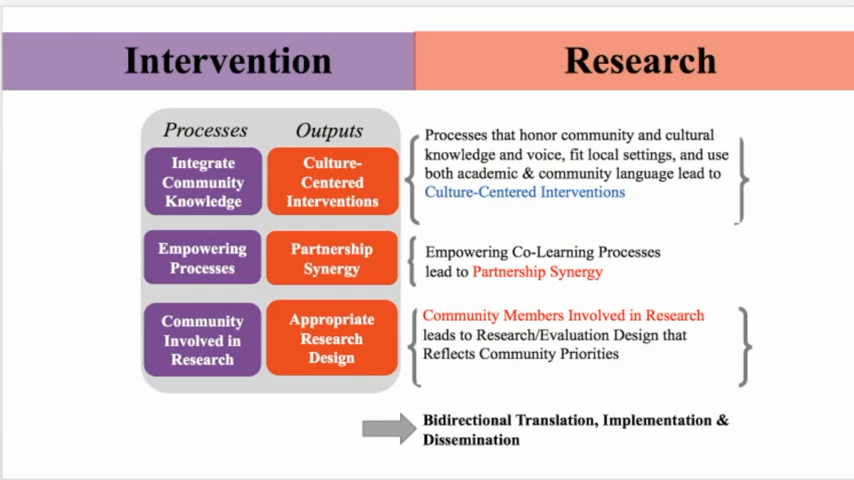 Intervention
Research
Processes
Outputs
Integrate
Community
Knowledge
Culture-
Centered
Interventions
Processes that honor community and cultural
knowledge and voice, fit local settings, and use
both academic & community language lead to
Culture-Centered Interventions
Empowering
Processes
Partnership
Synergy
Empowering Co-Learning Processes
lead to Partnership Synergy
Community
Involved in
Research
Appropriate
Research
Design
Community Members Involved in Research
leads to Research/Evaluation Design that
Reflects Community Priorities
Bidirectional Translation, Implementation &
Dissemination